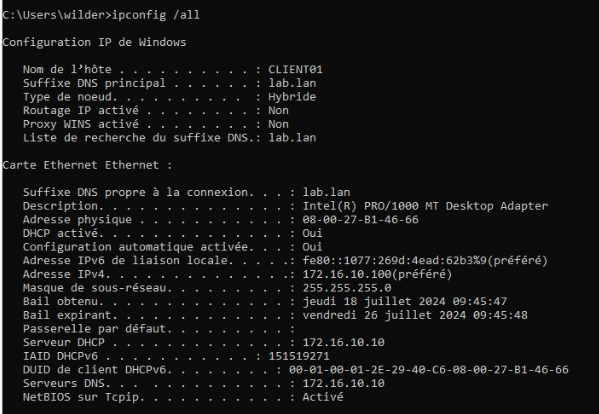 C:\Users\wilder>ipconfig /all
Configuration IP de Windows
Nom de l'hôte . . . . . . . . . . : CLIENT01
Suffixe DNS principal . . . . . . : lab.lan
Type de noeud. . . . . . . . . . : Hybride
Routage IP activé . . . . . . . . : Non
Proxy WINS activé . . . . . . . . : Non
Liste de recherche du suffixe DNS.: lab.lan
Carte Ethernet Ethernet :
Suffixe DNS propre à la connexion. . . : lab.lan
Description. . . . . . . . . . . . . . : Intel(R) PRO/1000 MT Desktop Adapter
Adresse physique . . . . . . . . . . . : 08-00-27-B1-46-66
DHCP activé. . . . . . . . . . . . . . : Oui
Configuration automatique activée. . . : Oui
Adresse IPv6 de liaison locale. . . . .: fe80::1077:269d:4ead:62b3%9(préféré)
Adresse IPv4. . . . . . . . . . . . . .: 172.16.10.100(préféré)
Masque de sous-réseau. . . . . . . . . : 255.255.255.0
Bail obtenu. . . . . . . . . . . . . . : jeudi 18 juillet 2024 09:45:47
Bail expirant. . . . . . . . . . . . . : vendredi 26 juillet 2024 09:45:48
Passerelle par défaut. . . . . . . . . :
Serveur DHCP . . . . . . . . . . . . . : 172.16.10.10
IAID DHCPv6 . . . . . . . . . . . : 151519271
DUID de client DHCPv6. . . . . . . . : 00-01-00-01-2E-29-40-C6-08-00-27-B1-46-66
Serveurs DNS. . . . . . . . . . . . . : 172.16.10.10
NetBIOS sur Tcpip. . . . . . . . . . . : Activé